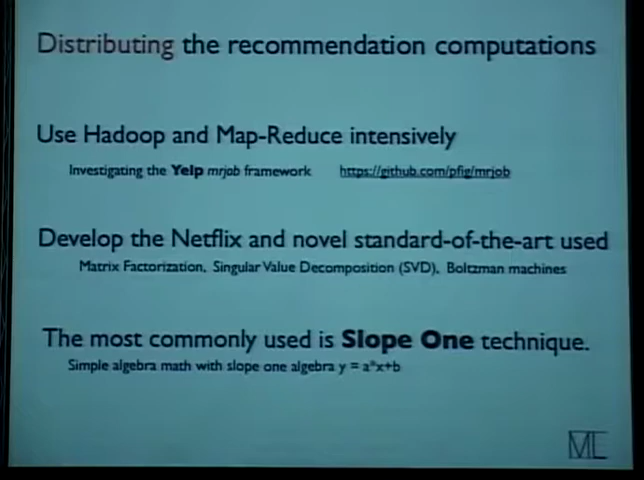 Distributing the recommendation computations
Use Hadoop and Map-Reduce intensively
Investigating the Yelp mrjob framework https://github.com/pfig/mrjob
Develop the Netflix and novel standard-of-the-art used
Matrix Factorization, Singular Value Decomposition (SVD), Boltzman machines
The most commonly used is Slope One technique.
Simple algebra math with slope one algebra y = a*x+b
ML